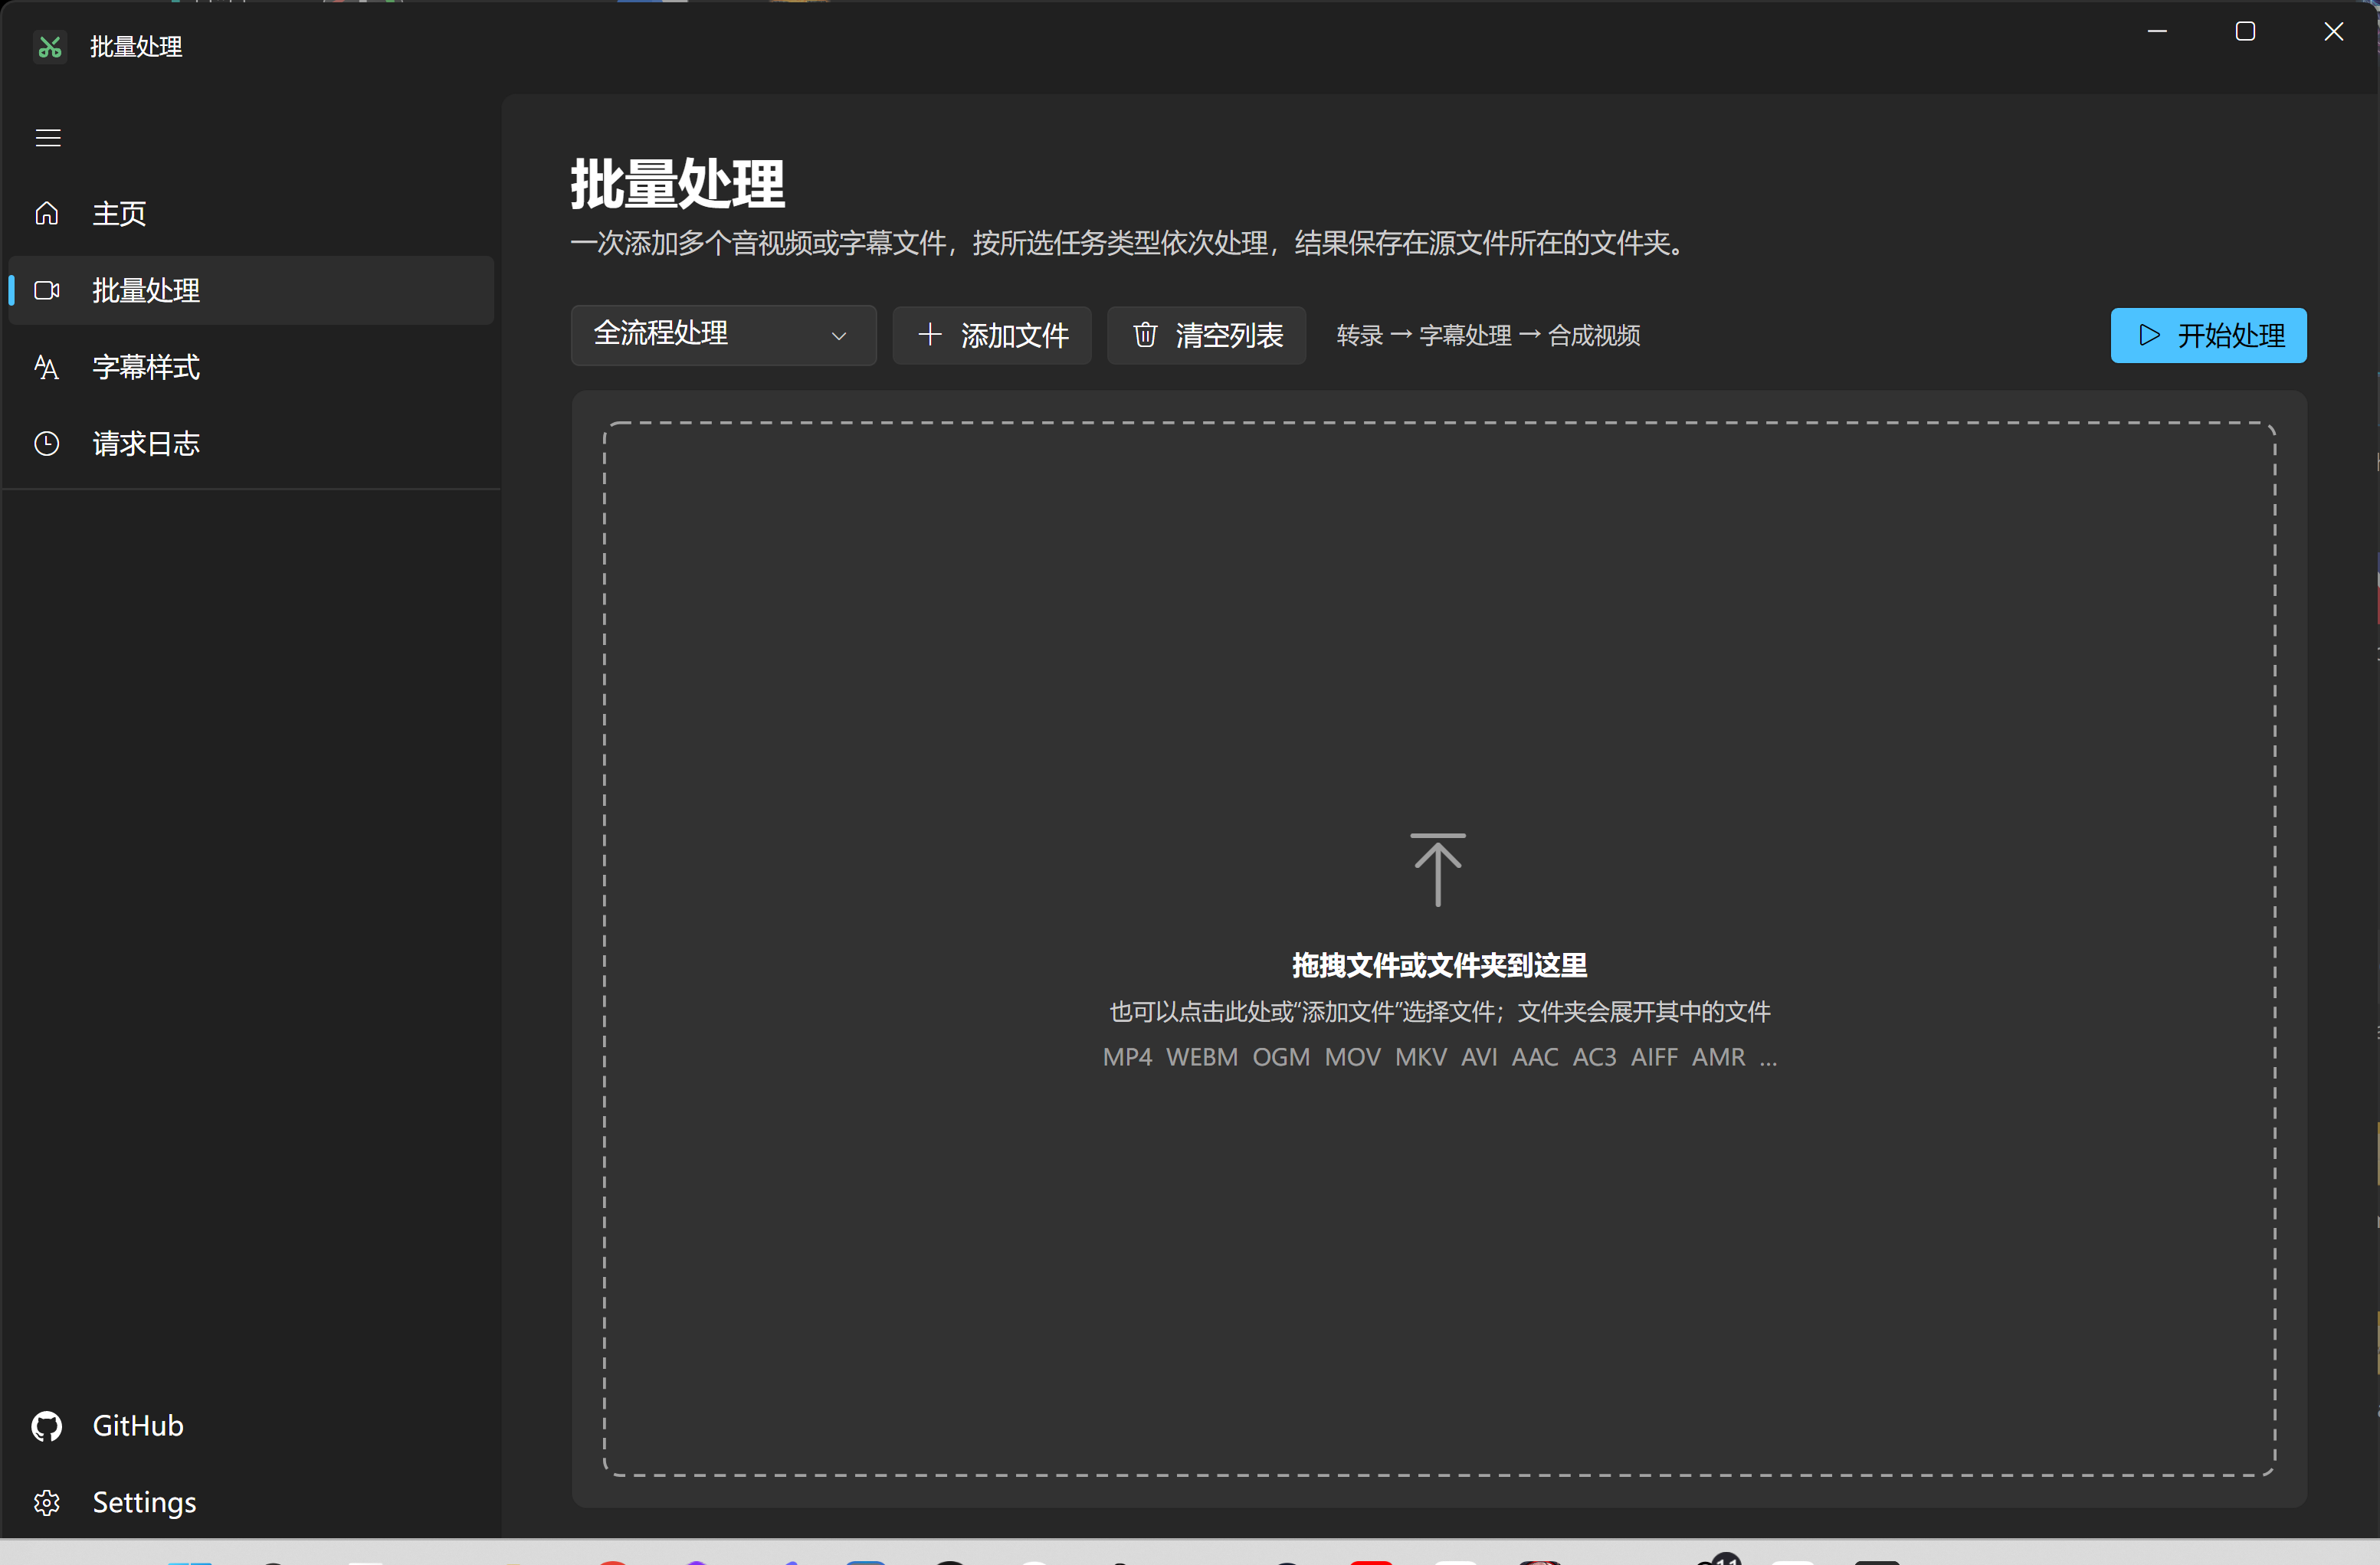 批量处理
主页
批量处理
字幕样式
请求日志
GitHub
Settings
批量处理
一次添加多个音视频或字幕文件，按所选任务类型依次处理，结果保存在源文件所在的文件夹。
全流程处理
添加文件
清空列表
转录 → 字幕处理 → 合成视频
开始处理
拖拽文件或文件夹到这里
也可以点击此处或“添加文件”选择文件；文件夹会展开其中的文件
MP4 WEBM OGM MOV MKV AVI AAC AC3 AIFF AMR ...